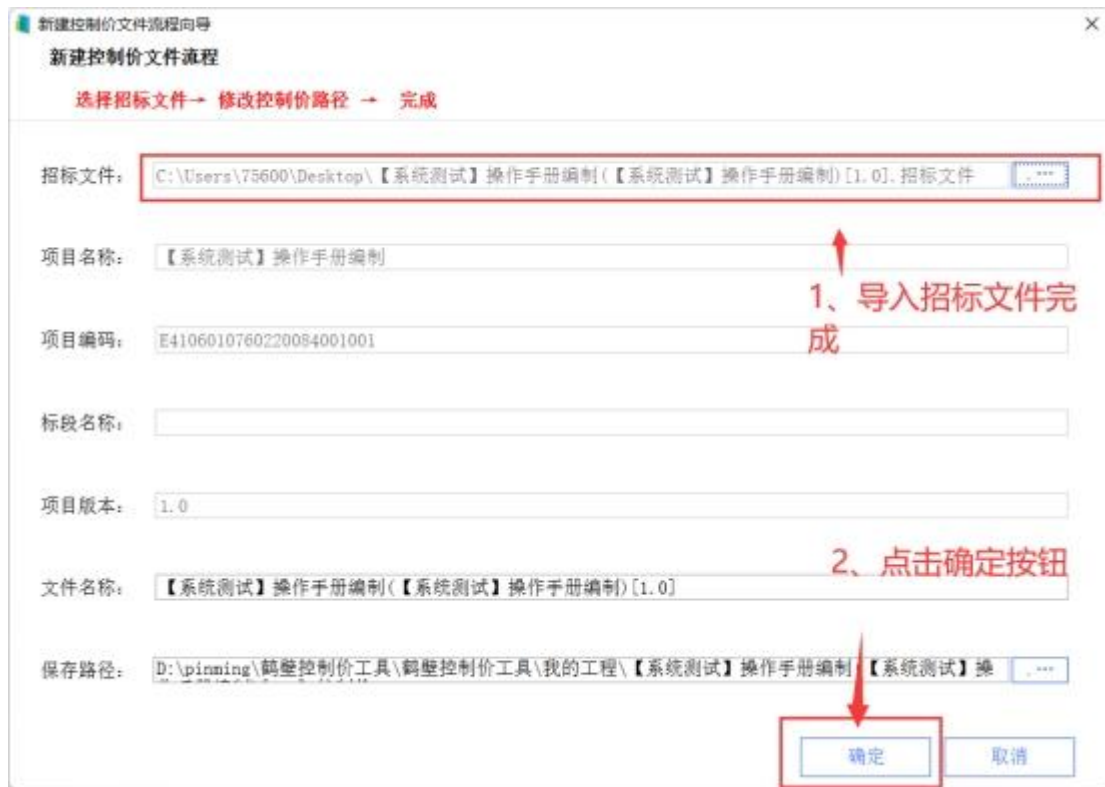 新建控制价文件流程向导
新建控制价文件流程
选择招标文件→ 修改控制价路径 → 完成
招标文件: C:\Users\75600\Desktop\【系统测试】操作手册编制(【系统测试】操作手册编制)[1.0].招标文件
项目名称: 【系统测试】操作手册编制
1、导入招标文件完
成
项目编码: E4106010760220084001001
标段名称:
项目版本: 1.0
2、点击确定按钮
文件名称: 【系统测试】操作手册编制(【系统测试】操作手册编制)[1.0]
保存路径: D:\pinming\鹤壁控制价工具\鹤壁控制价工具\我的工程\【系统测试】操作手册编制(【系统测试】操
确定 取消